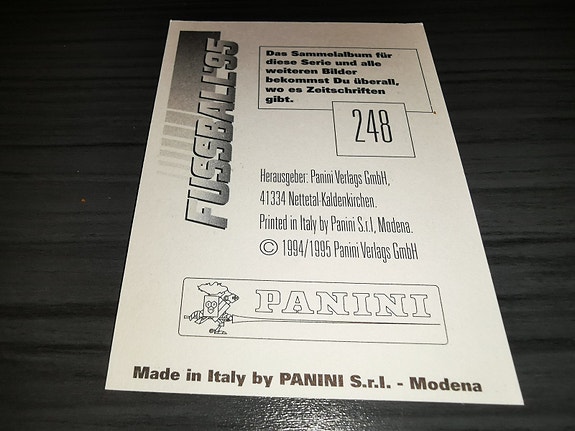 FUSSBALL'95
Das Sammelalbum für
diese Serie und alle
weiteren Bilder
bekommst Du überall,
wo es Zeitschriften
gibt.
248
Herausgeber: Panini Verlags GmbH,
41334 Nettetal-Kaldenkirchen.
Printed in Italy by Panini S.r.l, Modena.
© 1994/1995 Panini Verlags GmbH
PANINI
Made in Italy by PANINI S.r.l. - Modena